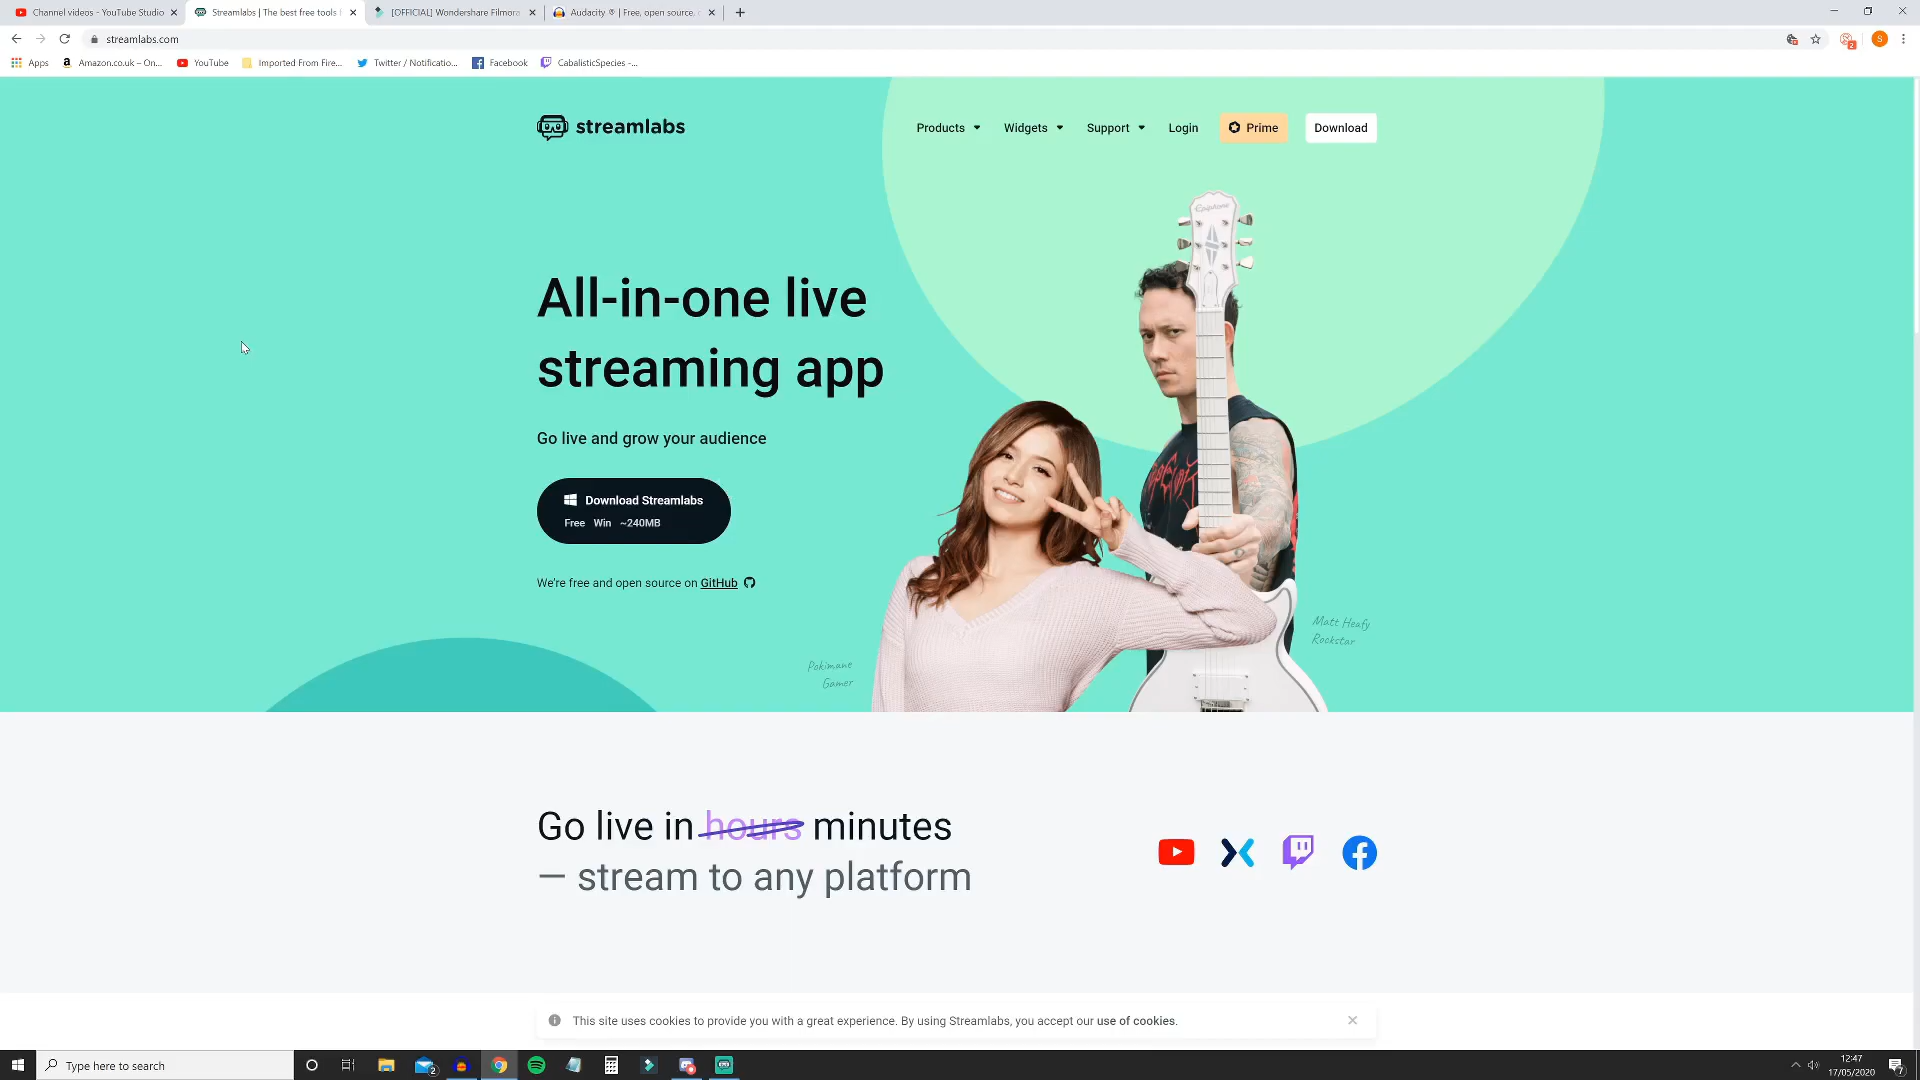 Channel videos - YouTube Studio
Streamlabs | The best free tools f
[OFFICIAL] Wondershare Filmora
Audacity ® | Free, open source, c
streamlabs.com
S
2
Apps
Amazon.co.uk – On...
YouTube
Imported From Fire...
Twitter / Notificatio...
Facebook
CabalisticSpecies -...
streamlabs
Products
Widgets
Support
Login
Prime
Download
Epiphone
All-in-one live
streaming app
Go live and grow your audience
Download Streamlabs
Free Win ~240MB
We're free and open source on GitHub
Matt Heafy
Rockstar
Pokimane
Gamer
Go live in hours minutes
— stream to any platform
This site uses cookies to provide you with a great experience. By using Streamlabs, you accept our use of cookies.
Type here to search
2
12:47
17/05/2020
7